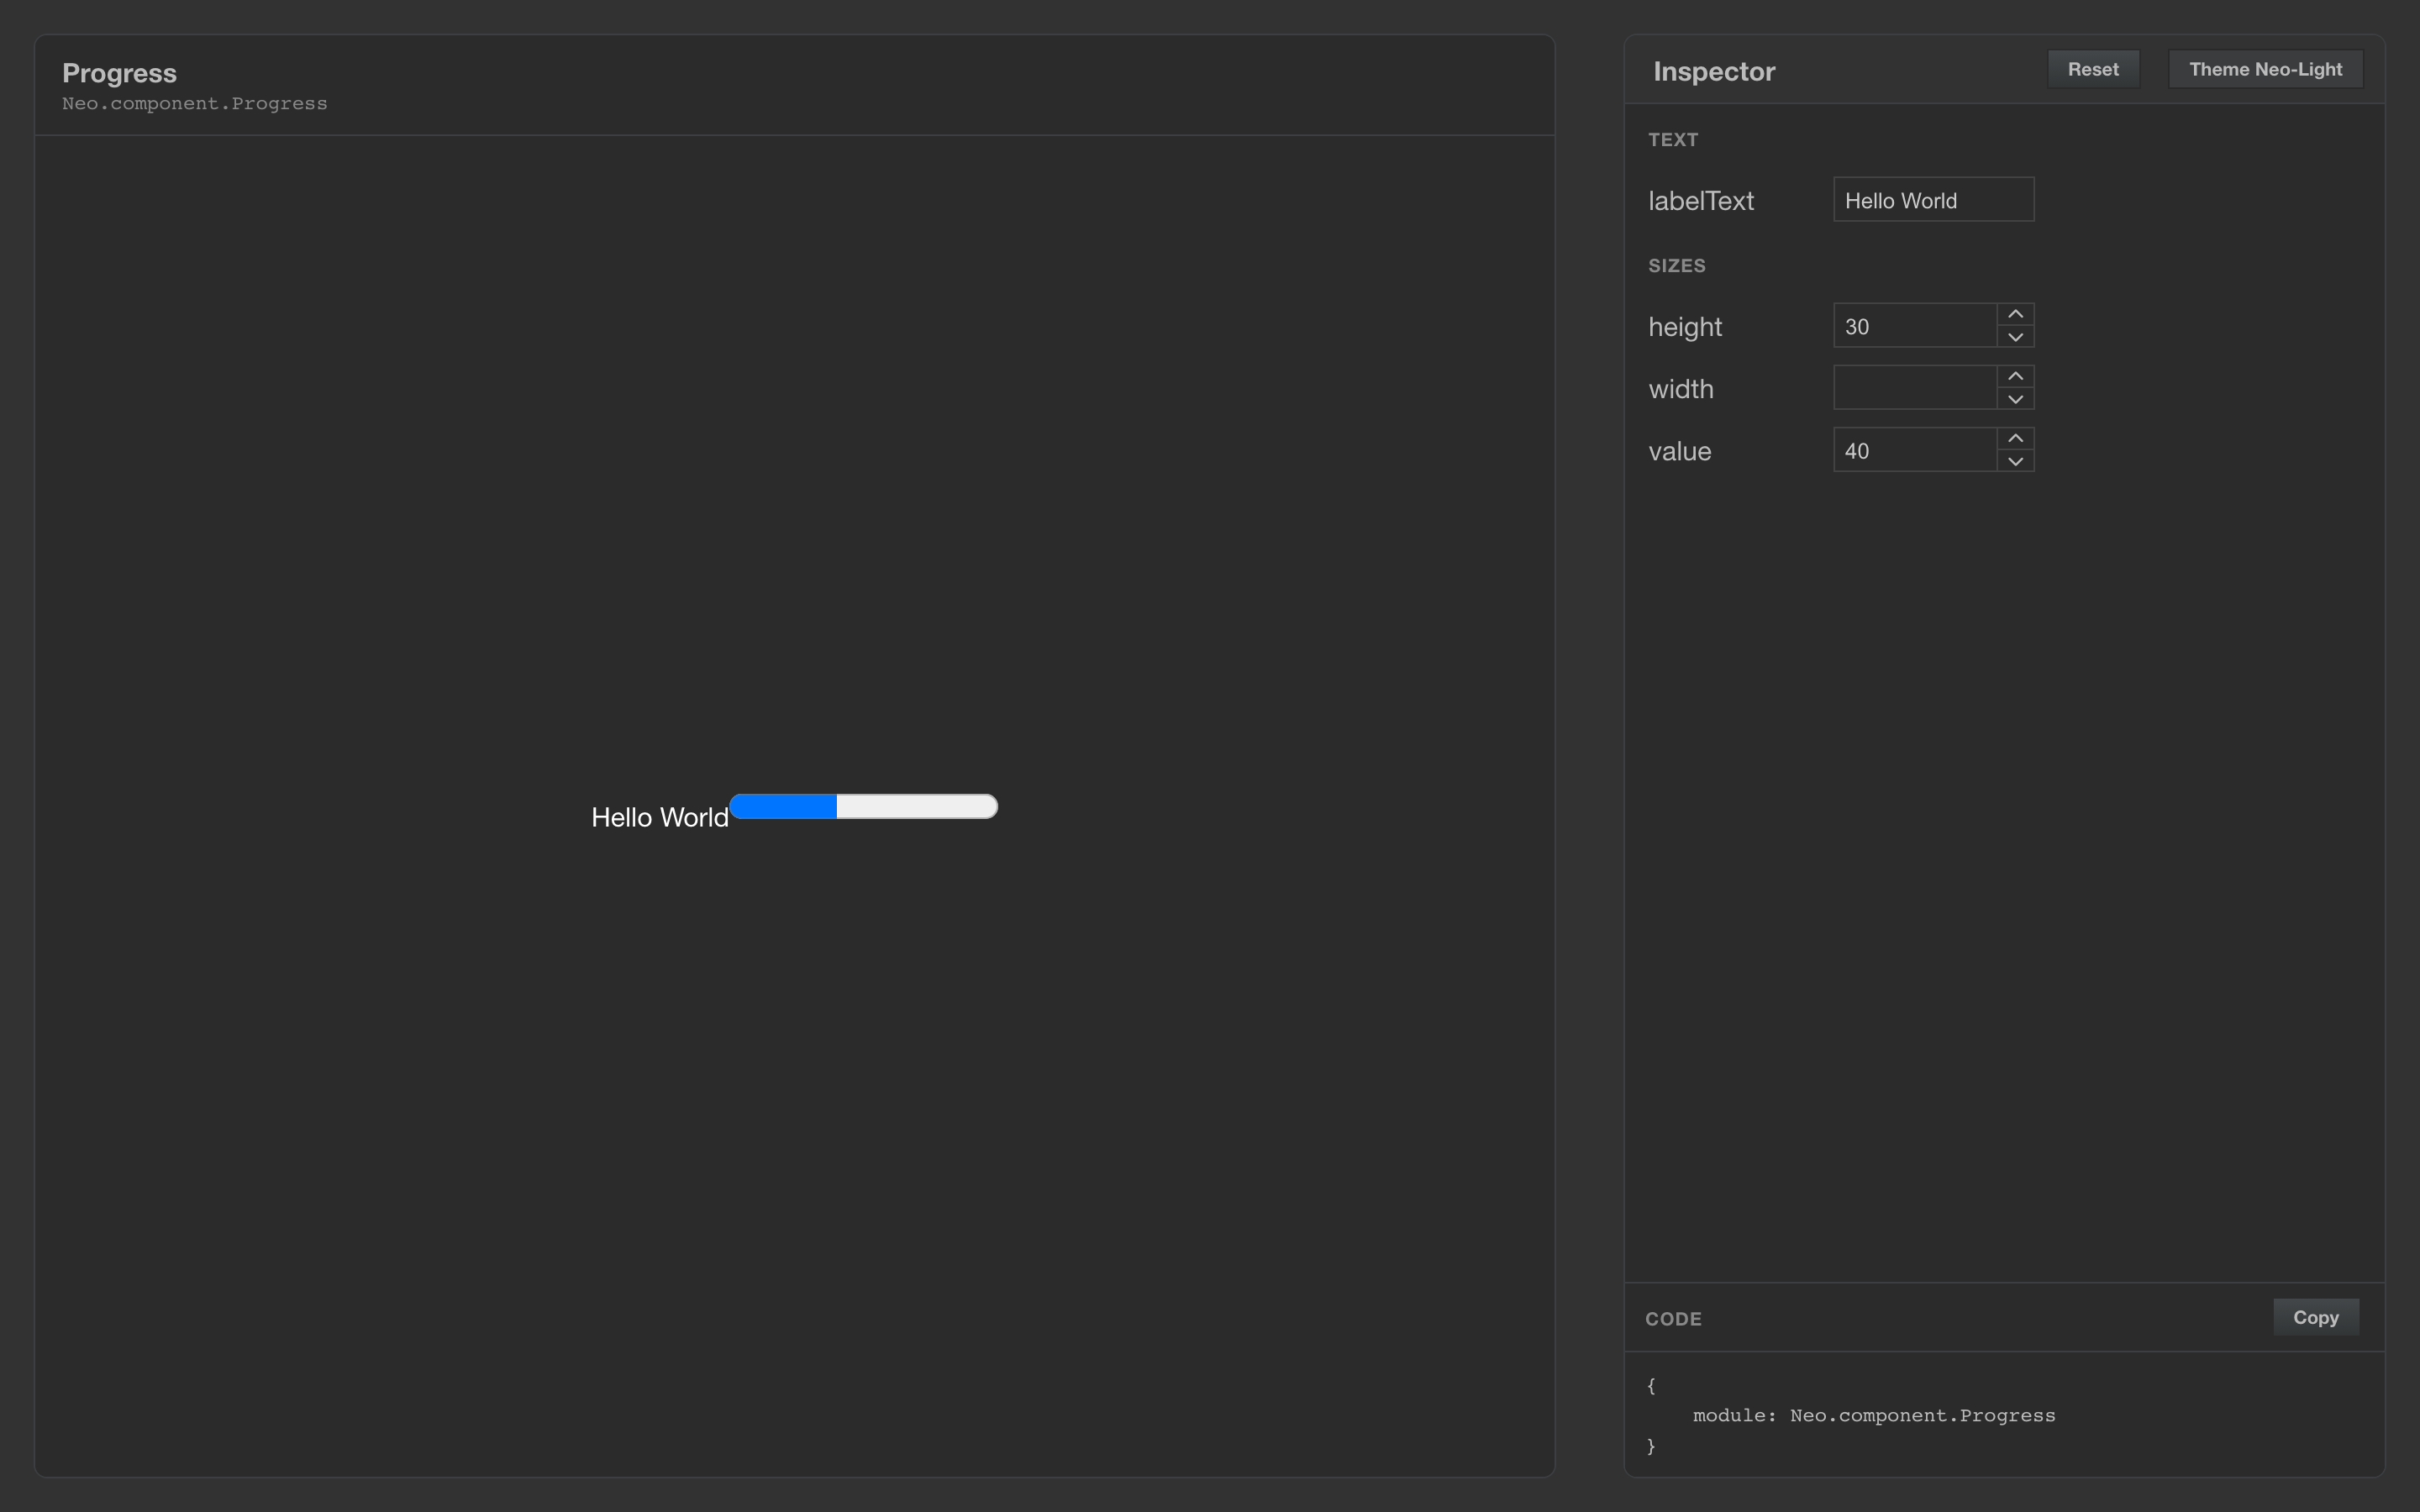 Progress
Neo.component.Progress
Hello World
Inspector
Reset
Theme Neo-Light
TEXT
labelText
Hello World
SIZES
height
30
width
value
40
CODE
Copy
{
    module: Neo.component.Progress
}